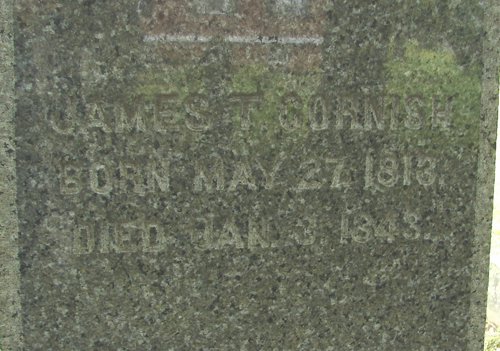 JAMES T. CORNISH
BORN MAY 27, 1813.
DIED JAN. 3, 1843.